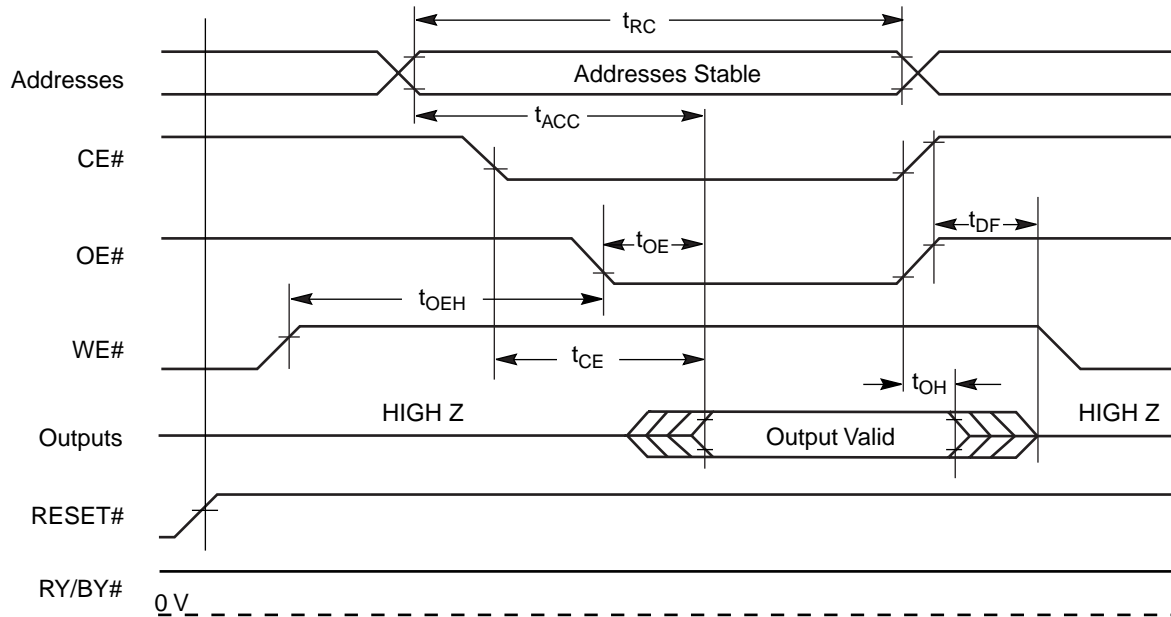 tRC
Addresses
Addresses Stable
tACC
CE#
tDF
OE#
tOE
tOEH
WE#
tCE
tOH
HIGH Z
HIGH Z
Outputs
Output Valid
RESET#
RY/BY#
0 V